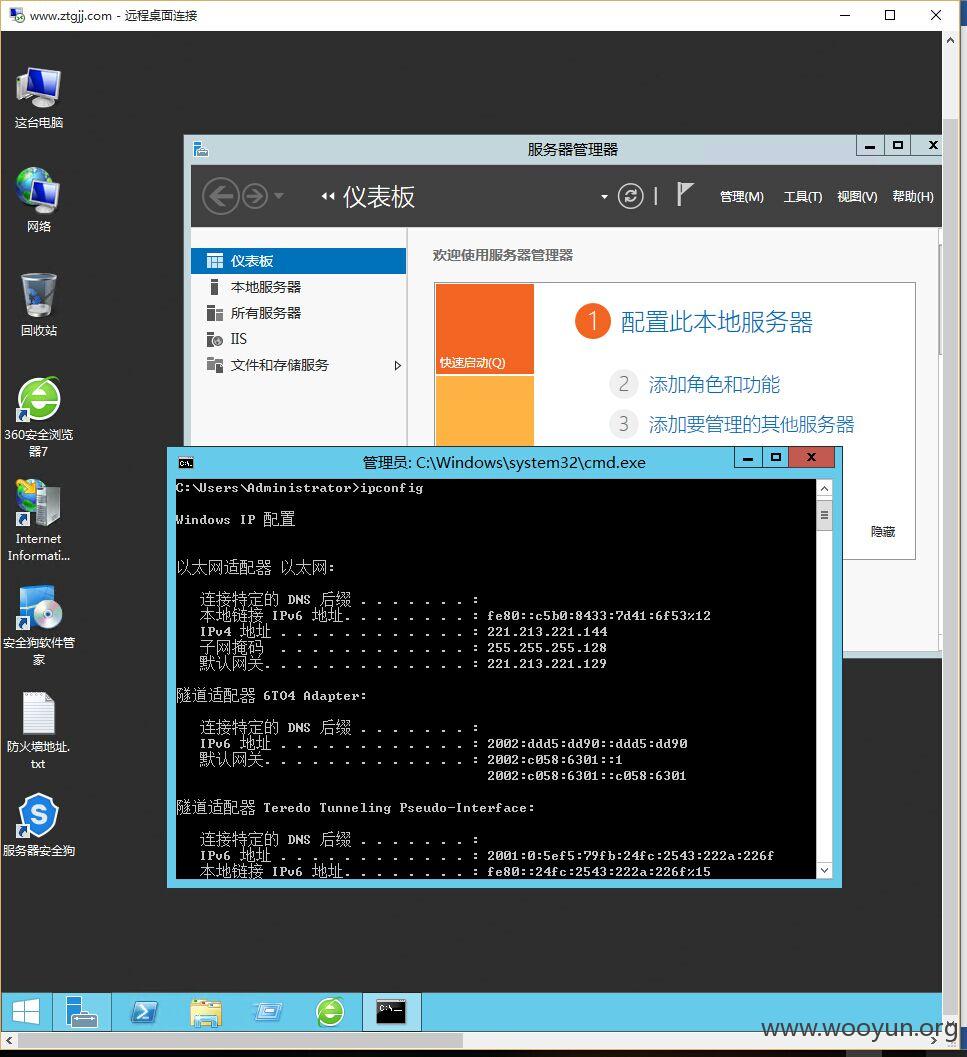 www.ztgjj.com - 远程桌面连接
这台电脑
网络
回收站
360安全浏览
器7
Internet
Informati...
安全狗软件管
家
防火墙地址.
txt
服务器安全狗
服务器管理器
仪表板
管理(M) 工具(T) 视图(V) 帮助(H)
仪表板
本地服务器
所有服务器
IIS
文件和存储服务
欢迎使用服务器管理器
快速启动(Q)
1 配置此本地服务器
2 添加角色和功能
3 添加要管理的其他服务器
隐藏
管理员: C:\Windows\system32\cmd.exe
C:\Users\Administrator>ipconfig
Windows IP 配置
以太网适配器 以太网:
连接特定的 DNS 后缀 . . . . . . . :
本地链接 IPv6 地址. . . . . . . . : fe80::c5b0:8433:7d41:6f53%12
IPv4 地址 . . . . . . . . . . . . : 221.213.221.144
子网掩码 . . . . . . . . . . . . : 255.255.255.128
默认网关. . . . . . . . . . . . . : 221.213.221.129
隧道适配器 6TO4 Adapter:
连接特定的 DNS 后缀 . . . . . . . :
IPv6 地址 . . . . . . . . . . . . : 2002:ddd5:dd90::ddd5:dd90
默认网关. . . . . . . . . . . . . : 2002:c058:6301::1
2002:c058:6301::c058:6301
隧道适配器 Teredo Tunneling Pseudo-Interface:
连接特定的 DNS 后缀 . . . . . . . :
IPv6 地址 . . . . . . . . . . . . : 2001:0:5ef5:79fb:24fc:2543:222a:226f
本地链接 IPv6 地址. . . . . . . . : fe80::24fc:2543:222a:226f%15
www.wooyun.org